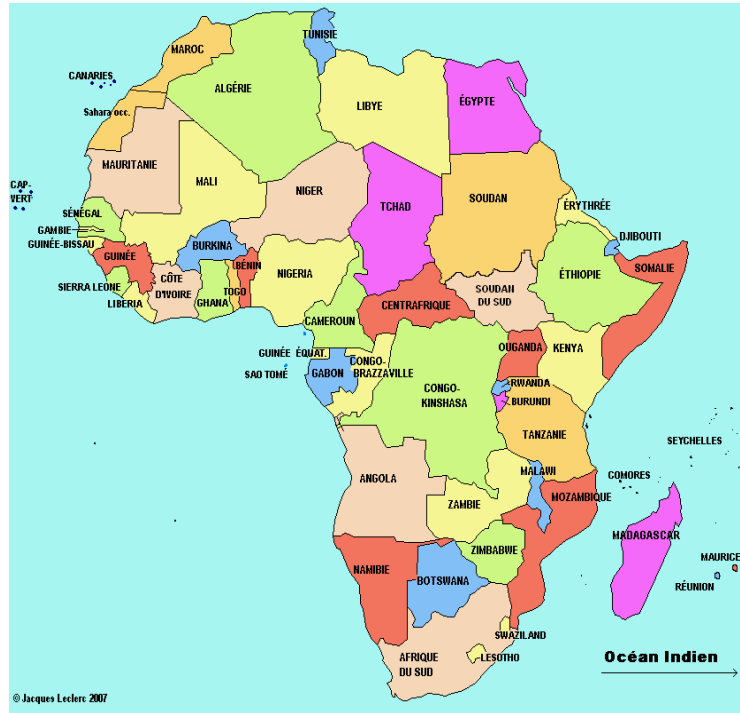 TUNISIE
MAROC
CANARIES
ALGÉRIE
LIBYE
ÉGYPTE
Sahara occ.
MAURITANIE
MALI
NIGER
TCHAD
SOUDAN
CAP-
VERT
ÉRYTHRÉE
SÉNÉGAL
GAMBIE
GUINÉE-BISSAU
GUINÉE
BURKINA
BÉNIN
NIGERIA
DJIBOUTI
SOMALIE
ÉTHIOPIE
SIERRA LEONE
CÔTE
D'IVOIRE
GHANA
TOGO
LIBERIA
SOUDAN
DU SUD
CENTRAFRIQUE
CAMEROUN
GUINÉE ÉQUAT.
SAO TOMÉ
GABON
CONGO-
BRAZZAVILLE
CONGO-
KINSHASA
OUGANDA
KENYA
RWANDA
BURUNDI
TANZANIE
SEYCHELLES
COMORES
ANGOLA
MALAWI
MOZAMBIQUE
ZAMBIE
MADAGASCAR
ZIMBABWE
MAURICE
RÉUNION
NAMIBIE
BOTSWANA
SWAZILAND
LESOTHO
AFRIQUE
DU SUD
Océan Indien
© Jacques Leclerc 2007